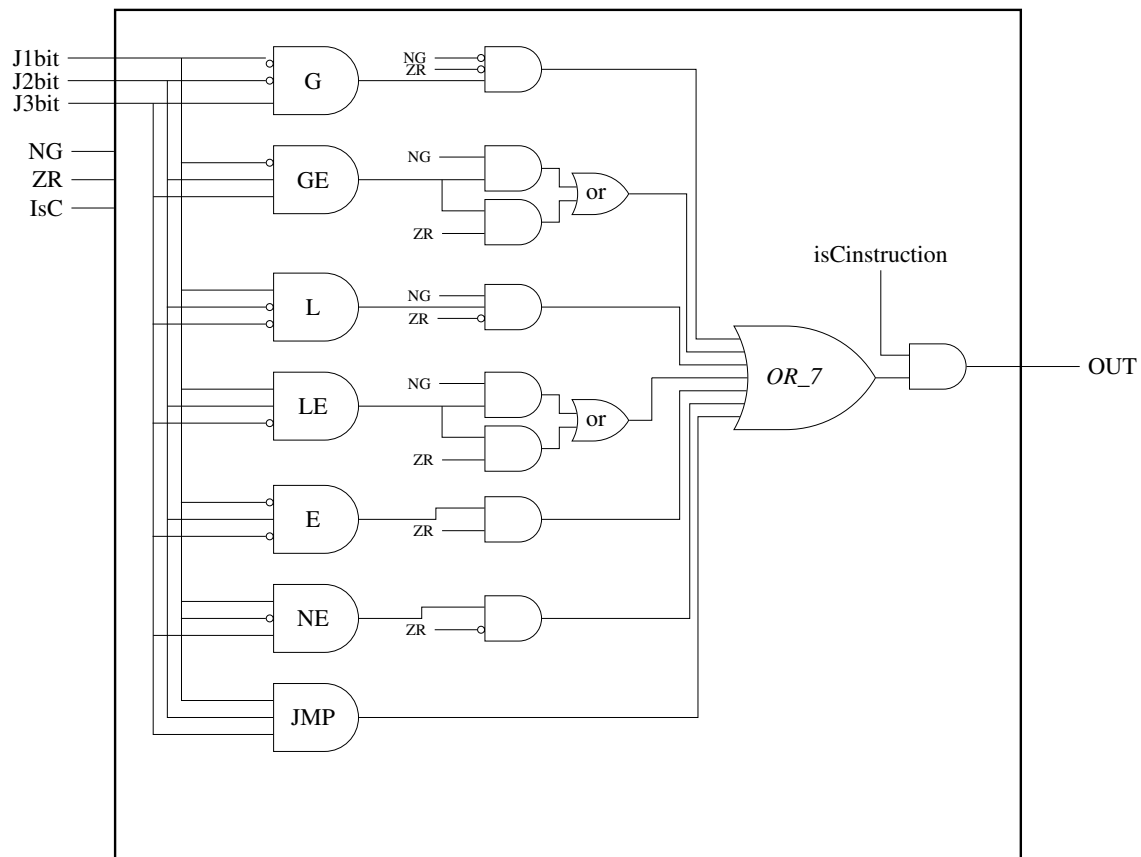 J1bit
J2bit
J3bit
NG
ZR
IsC
G
NG
ZR
GE
NG
ZR
or
L
NG
ZR
LE
NG
ZR
or
E
ZR
NE
ZR
JMP
OR_7
isCinstruction
OUT